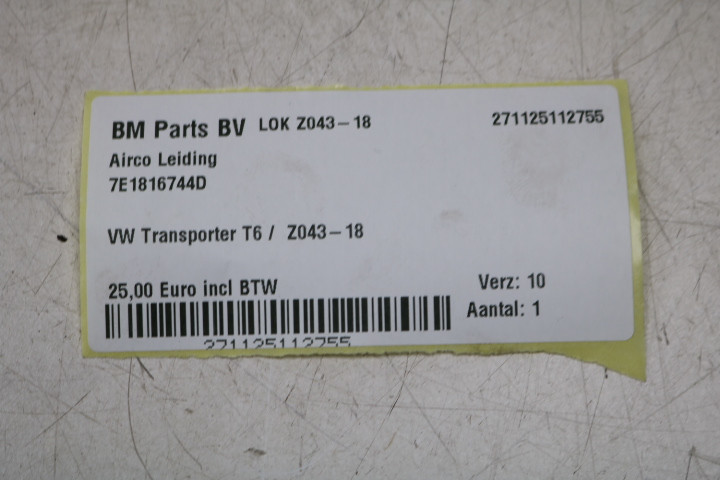 BM Parts BV LOK Z043-18 271125112755
Airco Leiding
7E1816744D
VW Transporter T6 / Z043-18
25,00 Euro incl BTW Verz: 10
Aantal: 1
271125112755